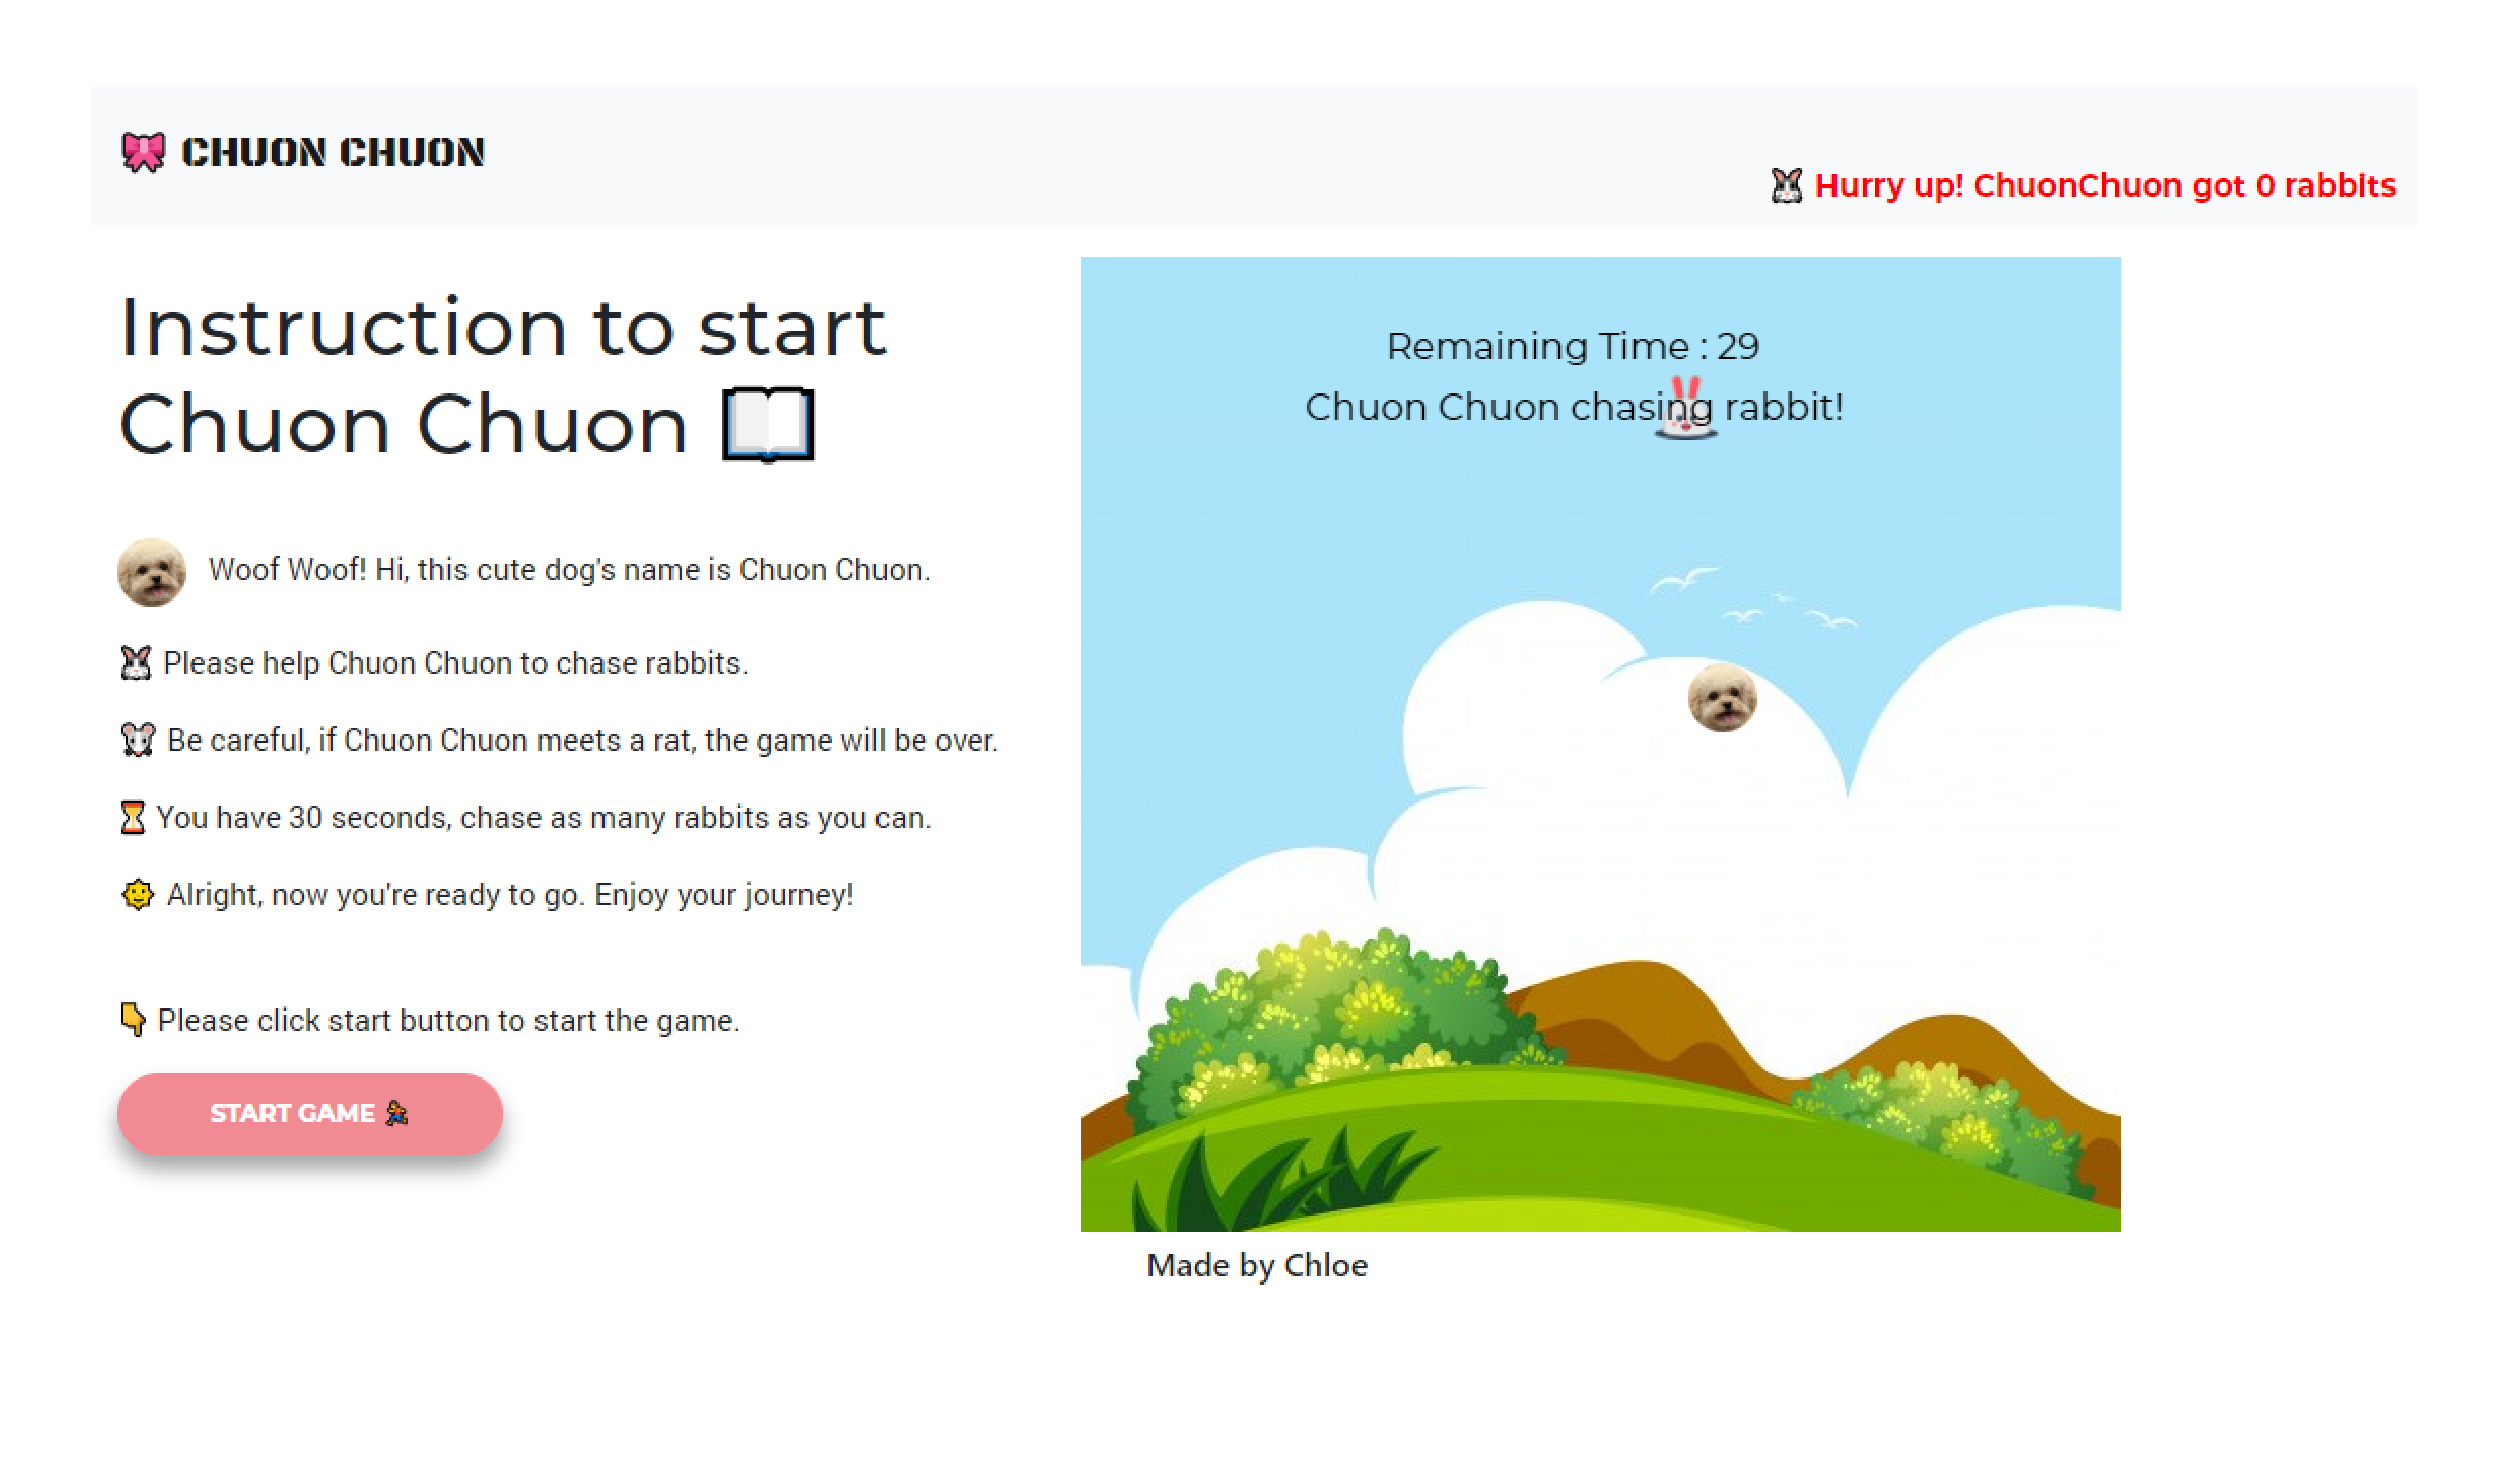 CHUON CHUON
Hurry up! ChuonChuon got 0 rabbits
Instruction to start
Chuon Chuon
Woof Woof! Hi, this cute dog's name is Chuon Chuon.
Please help Chuon Chuon to chase rabbits.
Be careful, if Chuon Chuon meets a rat, the game will be over.
You have 30 seconds, chase as many rabbits as you can.
Alright, now you're ready to go. Enjoy your journey!
Please click start button to start the game.
START GAME
Remaining Time : 29
Chuon Chuon chasing rabbit!
Made by Chloe